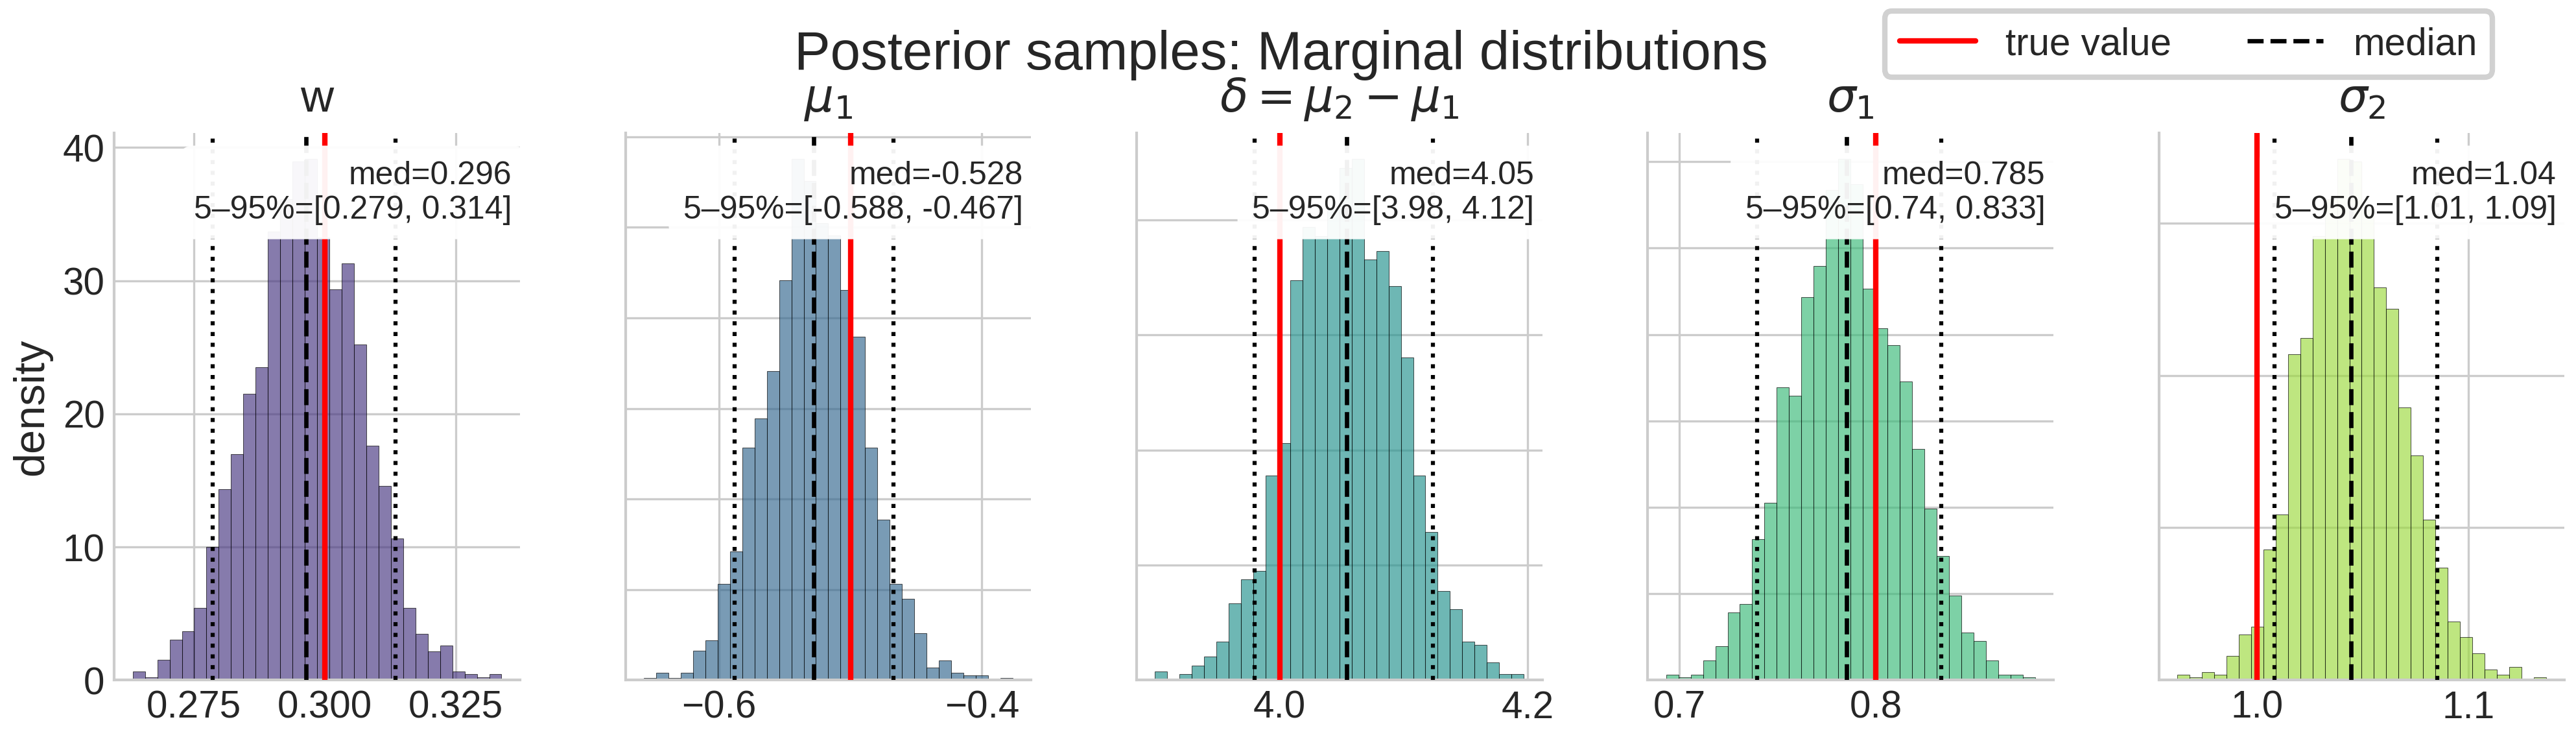 Posterior samples: Marginal distributions
true value median
w
μ₁
δ = μ₂ − μ₁
σ₁
σ₂
density
40
30
20
10
0
med=0.296
5–95%=[0.279, 0.314]
med=-0.528
5–95%=[-0.588, -0.467]
med=4.05
5–95%=[3.98, 4.12]
med=0.785
5–95%=[0.74, 0.833]
med=1.04
5–95%=[1.01, 1.09]
0.275 0.300 0.325
−0.6 −0.4
4.0 4.2
0.7 0.8
1.0 1.1